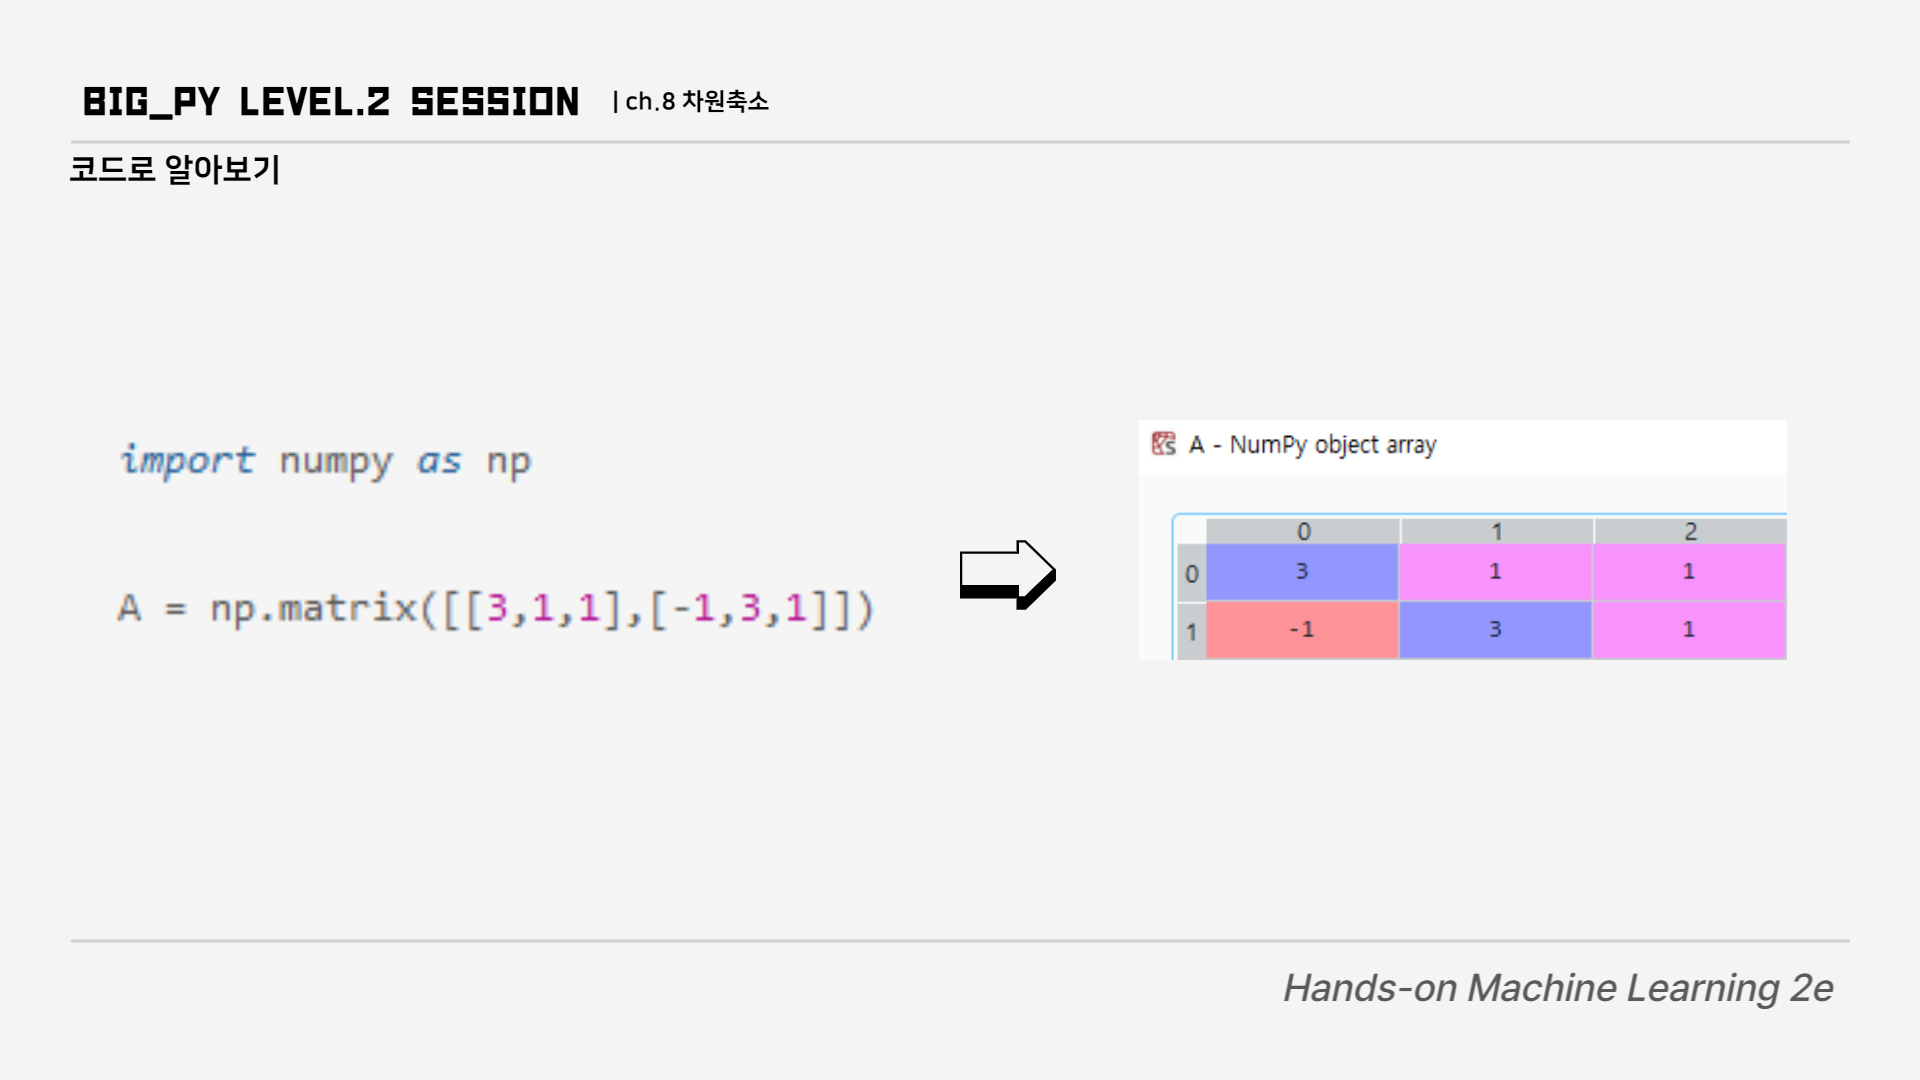 BIG_PY LEVEL.2 SESSION | ch.8 차원축소
코드로 알아보기
import numpy as np
A = np.matrix([[3,1,1],[-1,3,1]])
A - NumPy object array
0 1 2
0 3 1 1
1 -1 3 1
Hands-on Machine Learning 2e